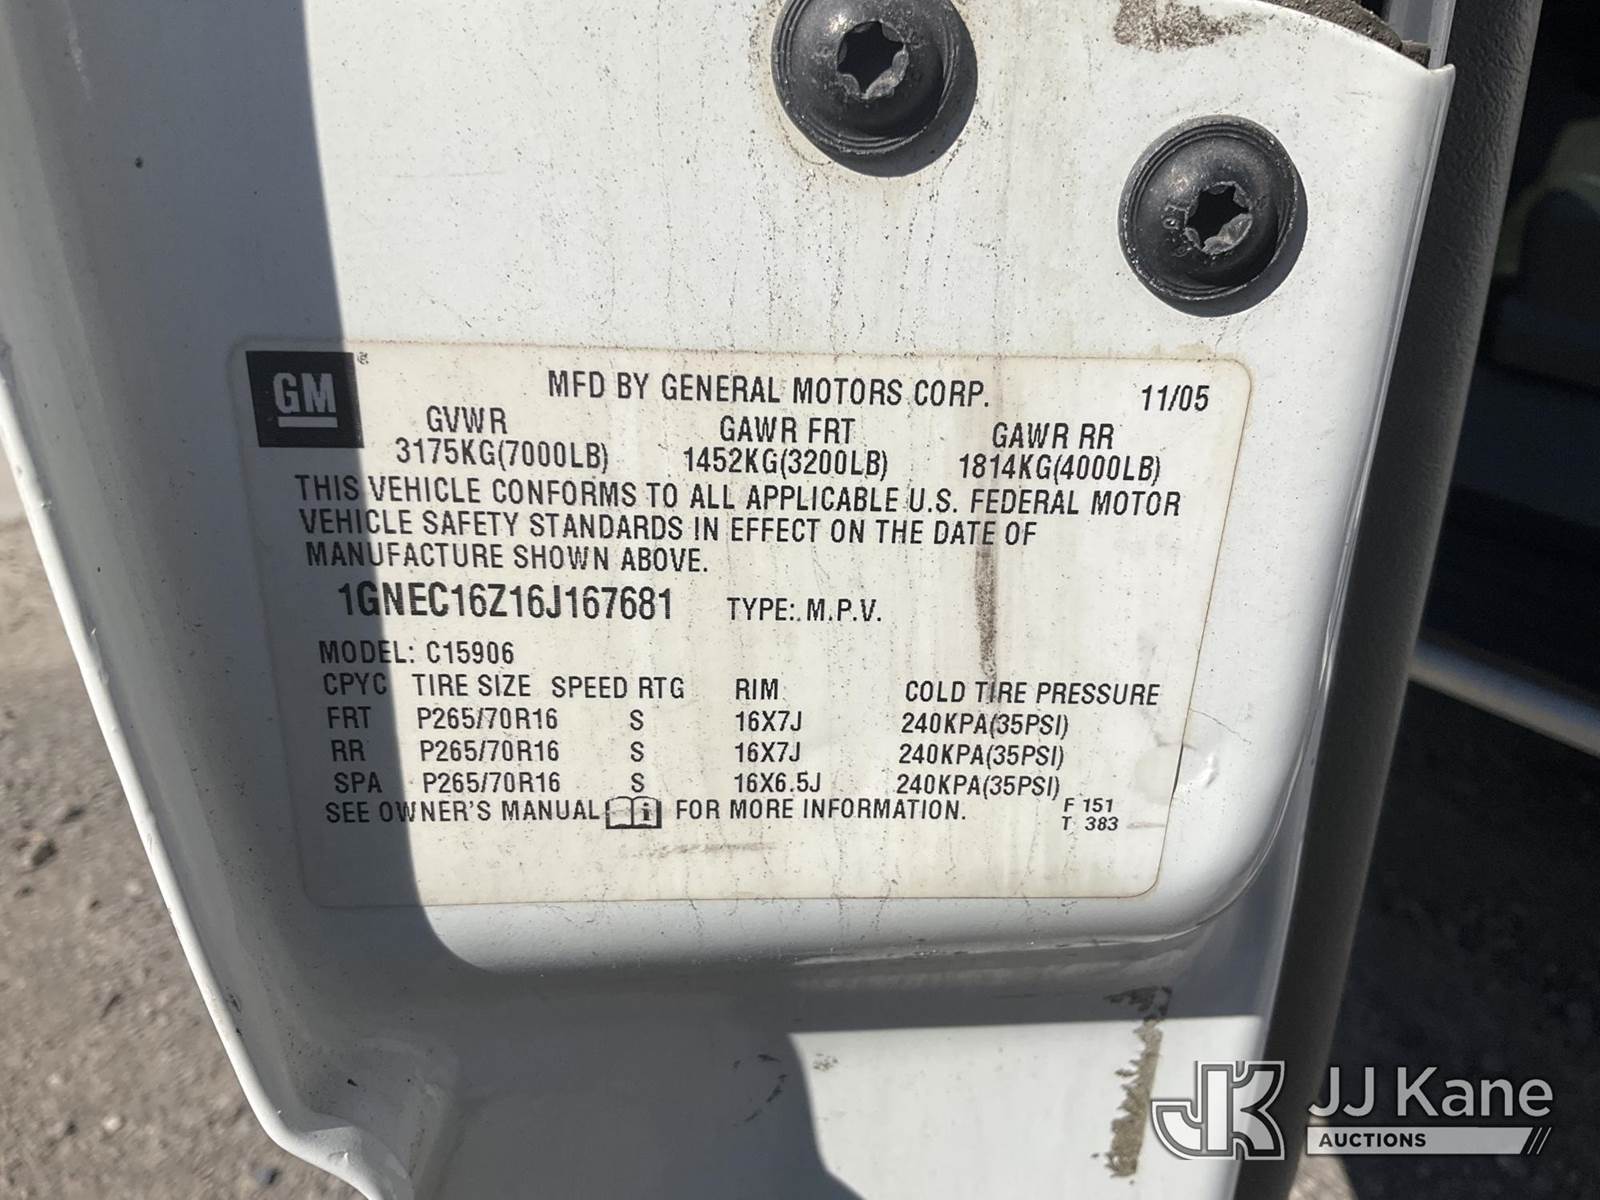 GM®
MFD BY GENERAL MOTORS CORP. 11/05
GVWR GAWR FRT GAWR RR
3175KG(7000LB) 1452KG(3200LB) 1814KG(4000LB)
THIS VEHICLE CONFORMS TO ALL APPLICABLE U.S. FEDERAL MOTOR
VEHICLE SAFETY STANDARDS IN EFFECT ON THE DATE OF
MANUFACTURE SHOWN ABOVE.
1GNEC16Z16J167681 TYPE: M.P.V.
MODEL: C15906
CPYC TIRE SIZE SPEED RTG RIM COLD TIRE PRESSURE
FRT P265/70R16 S 16X7J 240KPA(35PSI)
RR P265/70R16 S 16X7J 240KPA(35PSI)
SPA P265/70R16 S 16X6.5J 240KPA(35PSI)
SEE OWNER'S MANUAL i FOR MORE INFORMATION. F 151
T 383
JK JJ Kane
AUCTIONS